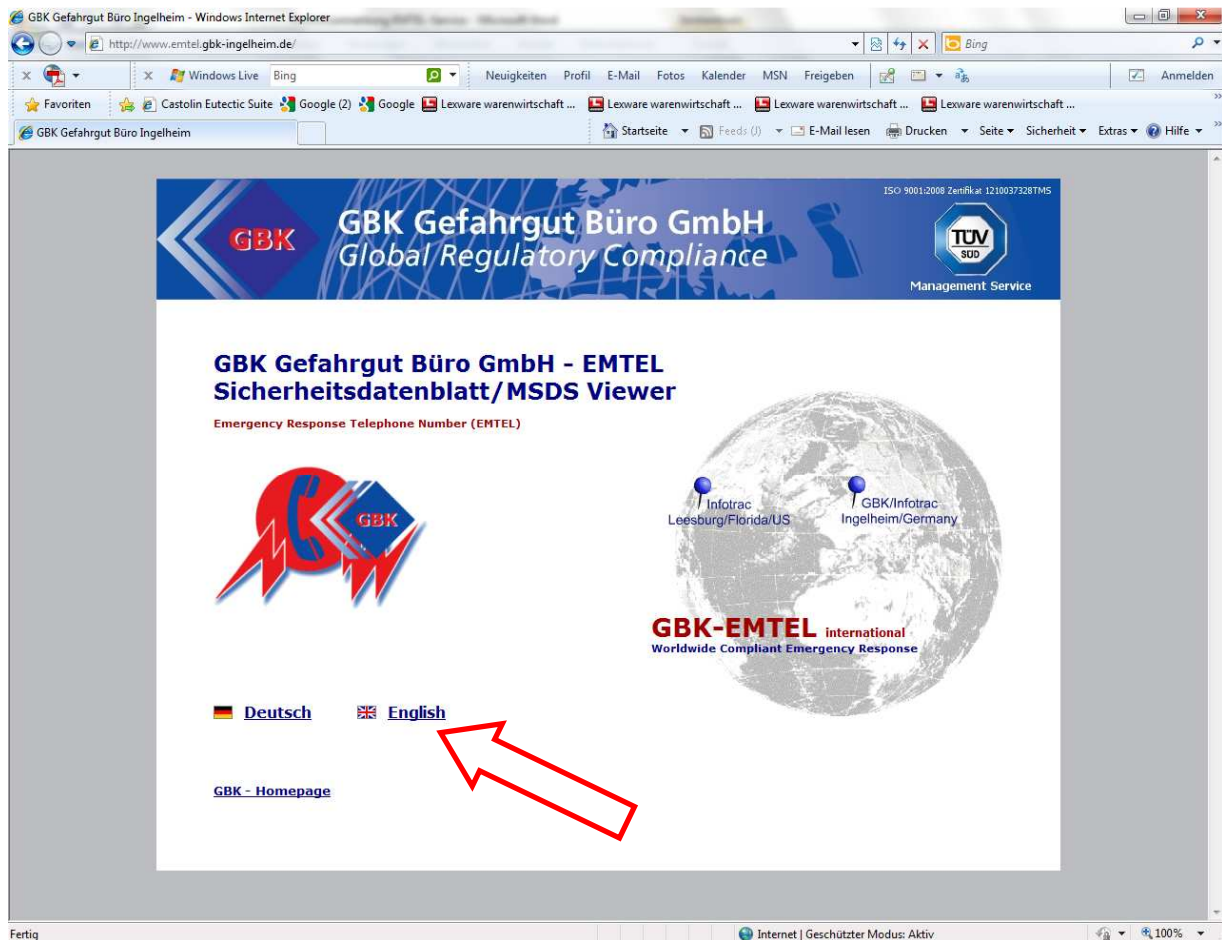 GBK Gefahrgut Büro Ingelheim - Windows Internet Explorer
http://www.emtel.gbk-ingelheim.de/
Bing
x
x Windows Live Bing Neuigkeiten Profil E-Mail Fotos Kalender MSN Freigeben Anmelden
Favoriten Castolin Eutectic Suite Google (2) Google Lexware warenwirtschaft ... Lexware warenwirtschaft ... Lexware warenwirtschaft ... Lexware warenwirtschaft ...
GBK Gefahrgut Büro Ingelheim Startseite Feeds (J) E-Mail lesen Drucken Seite Sicherheit Extras Hilfe
ISO 9001:2008 Zertifikat 1210037328TMS
GBK
GBK Gefahrgut Büro GmbH
Global Regulatory Compliance
TÜV
SÜD
Management Service
GBK Gefahrgut Büro GmbH - EMTEL
Sicherheitsdatenblatt/MSDS Viewer
Emergency Response Telephone Number (EMTEL)
GBK
Infotrac
Leesburg/Florida/US
GBK/Infotrac
Ingelheim/Germany
GBK-EMTEL international
Worldwide Compliant Emergency Response
Deutsch English
GBK - Homepage
Fertig Internet | Geschützter Modus: Aktiv 100%